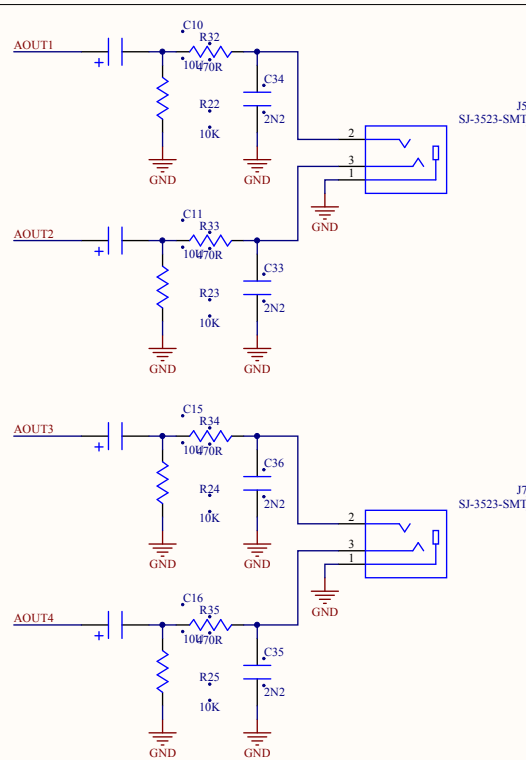 C10
R32
AOUT1
+
10U
470R
C34
R22
2N2
10K
GND
GND
J5
SJ-3523-SMT
2
3
1
GND
C11
R33
AOUT2
+
10U
470R
C33
R23
2N2
10K
GND
GND
C15
R34
AOUT3
+
10U
470R
C36
R24
2N2
10K
GND
GND
J7
SJ-3523-SMT
2
3
1
GND
C16
R35
AOUT4
+
10U
470R
C35
R25
2N2
10K
GND
GND